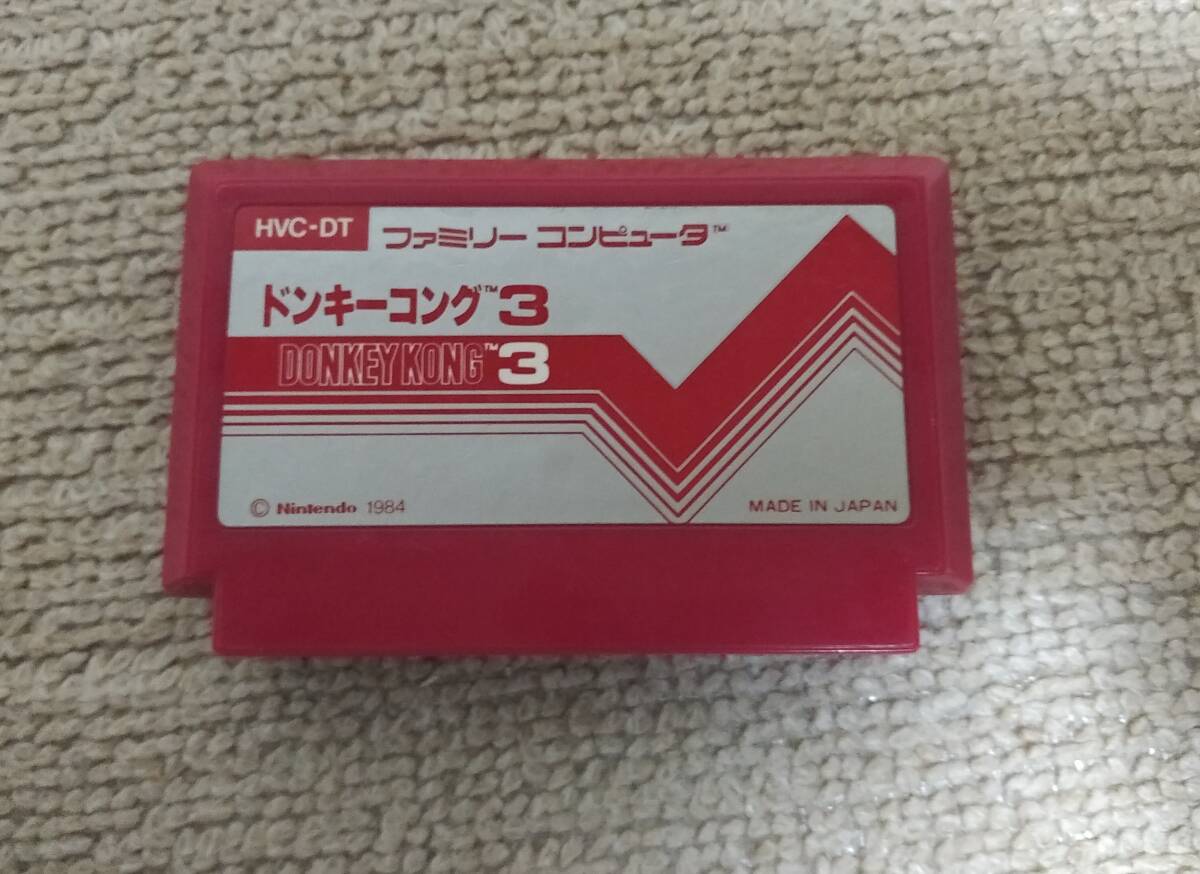 HVC-DT
ファミリー コンピュータ™
ドンキーコング™3
DONKEY KONG™3
© Nintendo 1984
MADE IN JAPAN